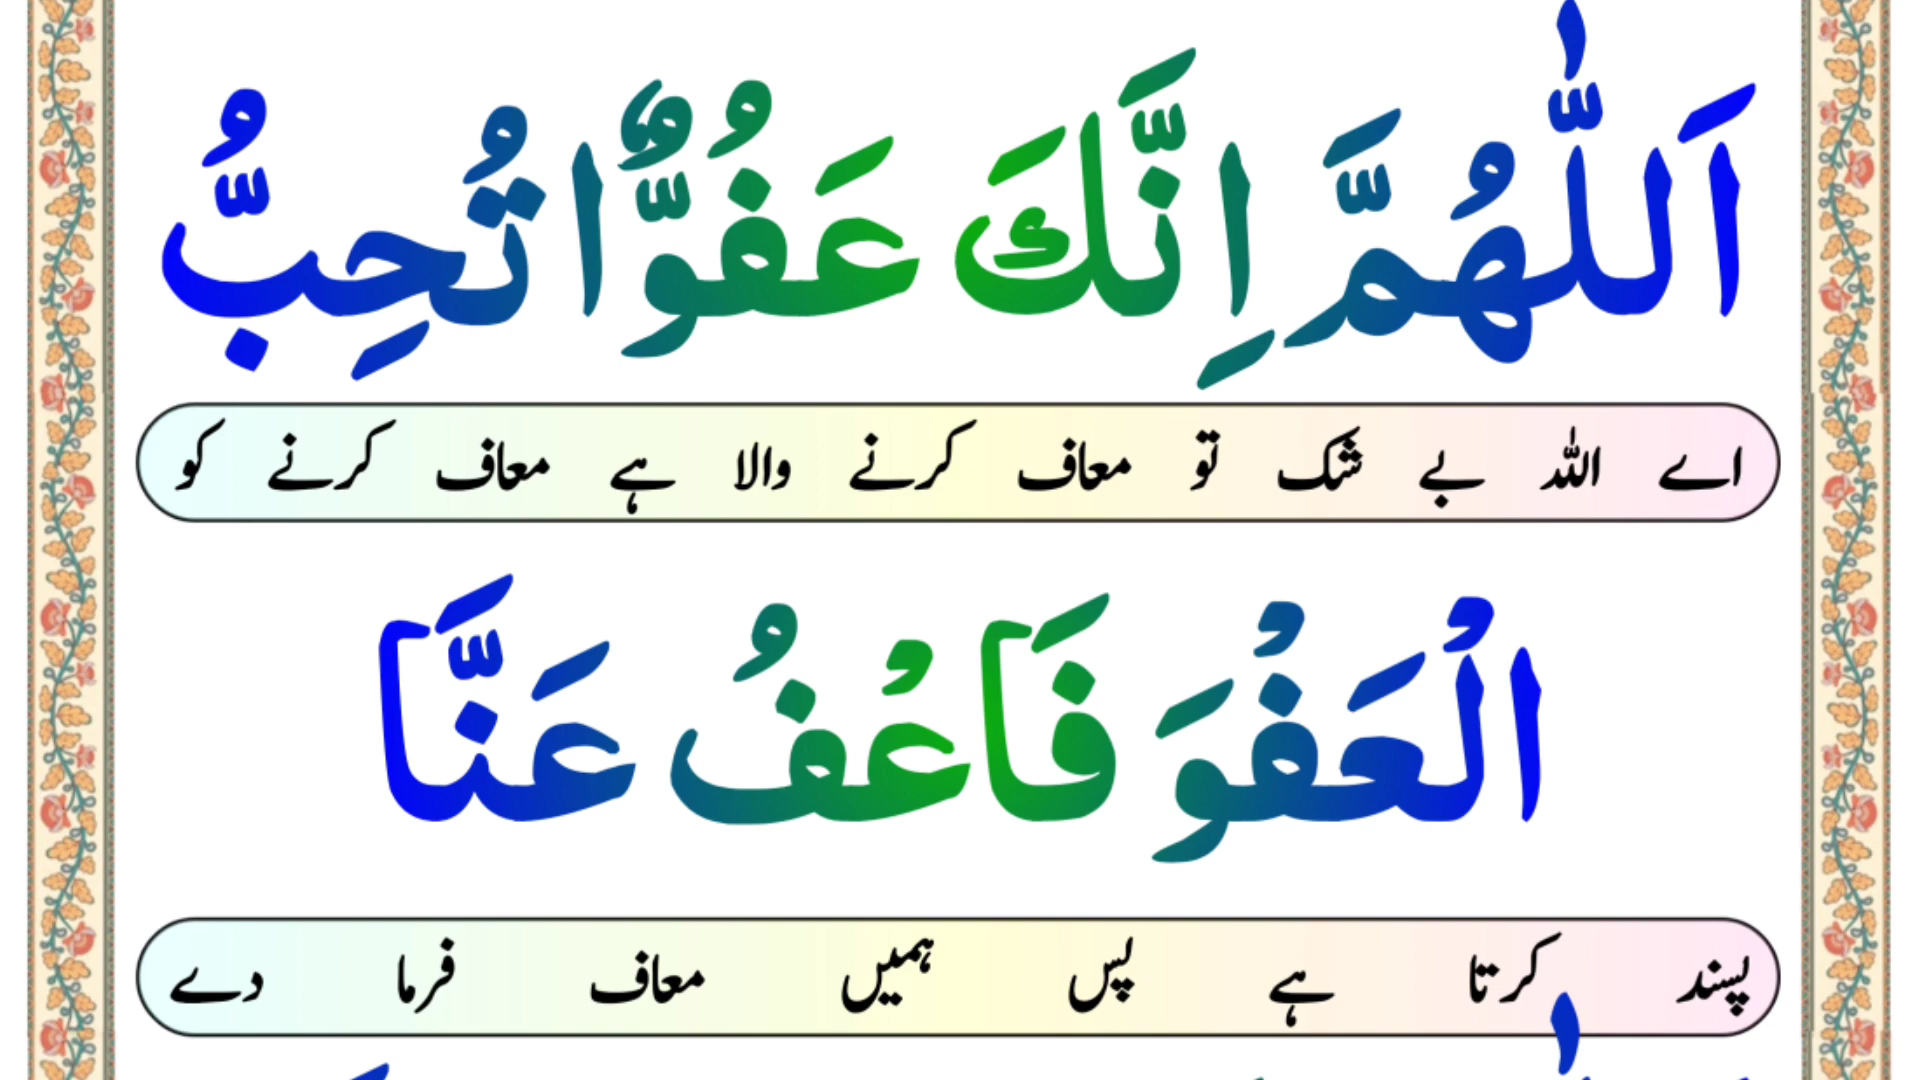 اَللّٰهُمَّ اِنَّكَ عَفُوٌّا تُحِبُّ
اے اللہ بے شک تو معاف کرنے والا ہے معاف کرنے کو
الْعَفْوَ فَاعْفُ عَنَّا
پسند کرتا ہے پس ہمیں معاف فرما دے